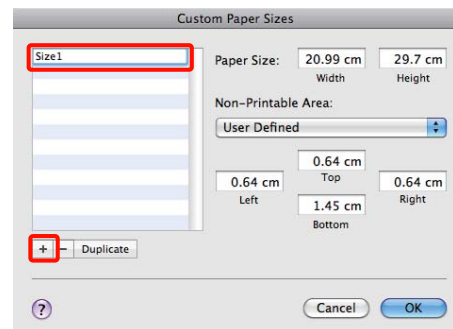 Custom Paper Sizes
Size1
Paper Size: 20.99 cm 29.7 cm
Width Height
Non-Printable Area:
User Defined
0.64 cm
Top
0.64 cm 0.64 cm
Left Right
1.45 cm
Bottom
+ − Duplicate
? Cancel OK